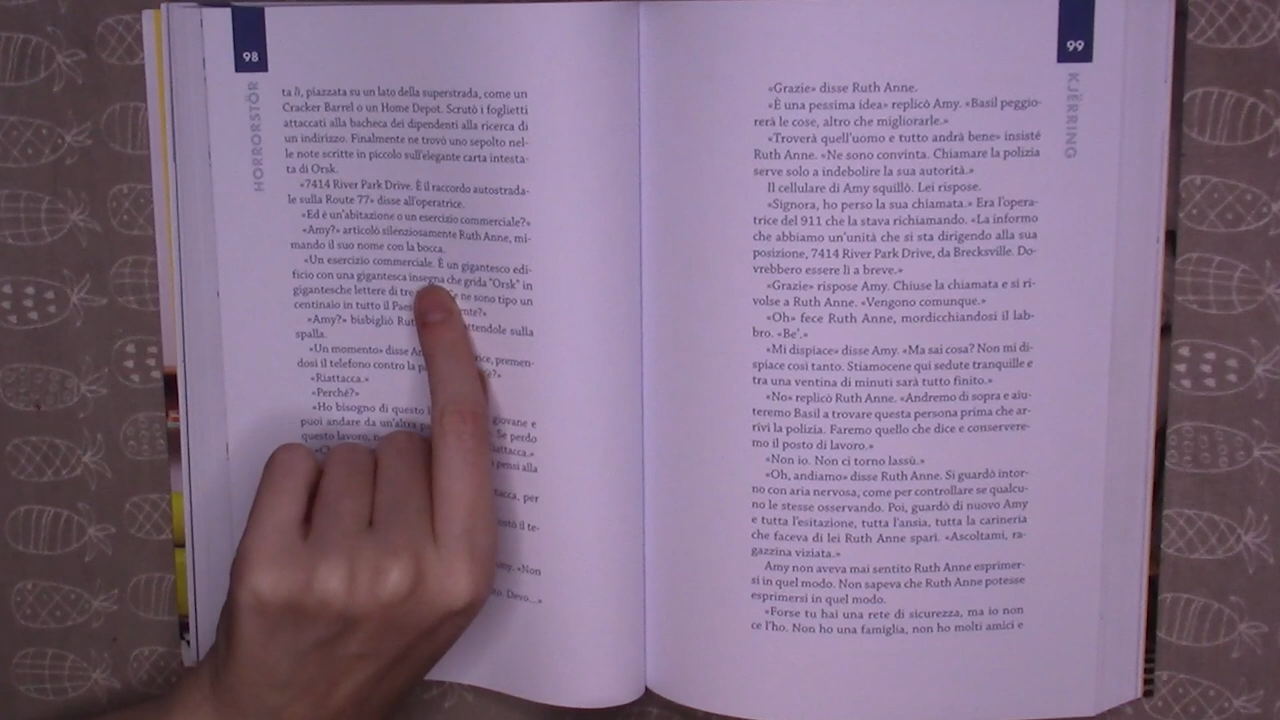 98
HORRORSTÖR
ta lì, piazzata su un lato della superstrada, come un
Cracker Barrel o un Home Depot. Scrutò i foglietti
attaccati alla bacheca dei dipendenti alla ricerca di
un indirizzo. Finalmente ne trovò uno sepolto nel-
le note scritte in piccolo sull'elegante carta intesta-
ta di Orsk.
«7414 River Park Drive. È il raccordo autostrada-
le sulla Route 77» disse all'operatrice.
«Ed è un'abitazione o un esercizio commerciale?»
«Amy?» articolò silenziosamente Ruth Anne, mi-
mando il suo nome con la bocca.
«Un esercizio commerciale. È un gigantesco edi-
ficio con una gigantesca insegna che grida "Orsk" in
gigantesche lettere di ne sono tipo un
centinaio in tutto il
«Amy?» bisbigliò sulla
spalla.
«Un momento» disse premen-
dosi il telefono contro la
«Riattacca.»
«Perché?»
«Ho bisogno di questo giovane e
puoi andare da un'altra Se perdo
questo lavoro,
pensi alla
per
il te-
«Non
Devo...»
99
KJËRRING
«Grazie» disse Ruth Anne.
«È una pessima idea» replicò Amy. «Basil peggio-
rerà le cose, altro che migliorarle.»
«Troverà quell'uomo e tutto andrà bene» insisté
Ruth Anne. «Ne sono convinta. Chiamare la polizia
serve solo a indebolire la sua autorità.»
Il cellulare di Amy squillò. Lei rispose.
«Signora, ho perso la sua chiamata.» Era l'opera-
trice del 911 che la stava richiamando. «La informo
che abbiamo un'unità che si sta dirigendo alla sua
posizione, 7414 River Park Drive, da Brecksville. Do-
vrebbero essere lì a breve.»
«Grazie» rispose Amy. Chiuse la chiamata e si ri-
volse a Ruth Anne. «Vengono comunque.»
«Oh» fece Ruth Anne, mordicchiandosi il lab-
bro. «Be'.»
«Mi dispiace» disse Amy. «Ma sai cosa? Non mi di-
spiace così tanto. Stiamocene qui sedute tranquille e
tra una ventina di minuti sarà tutto finito.»
«No» replicò Ruth Anne. «Andremo di sopra e aiu-
teremo Basil a trovare questa persona prima che ar-
rivi la polizia. Faremo quello che dice e conservere-
mo il posto di lavoro.»
«Non io. Non ci torno lassù.»
«Oh, andiamo» disse Ruth Anne. Si guardò intor-
no con aria nervosa, come per controllare se qualcu-
no le stesse osservando. Poi, guardò di nuovo Amy
e tutta l'esitazione, tutta l'ansia, tutta la carineria
che faceva di lei Ruth Anne sparì. «Ascoltami, ra-
gazzina viziata.»
Amy non aveva mai sentito Ruth Anne esprimer-
si in quel modo. Non sapeva che Ruth Anne potesse
esprimersi in quel modo.
«Forse tu hai una rete di sicurezza, ma io non
ce l'ho. Non ho una famiglia, non ho molti amici e